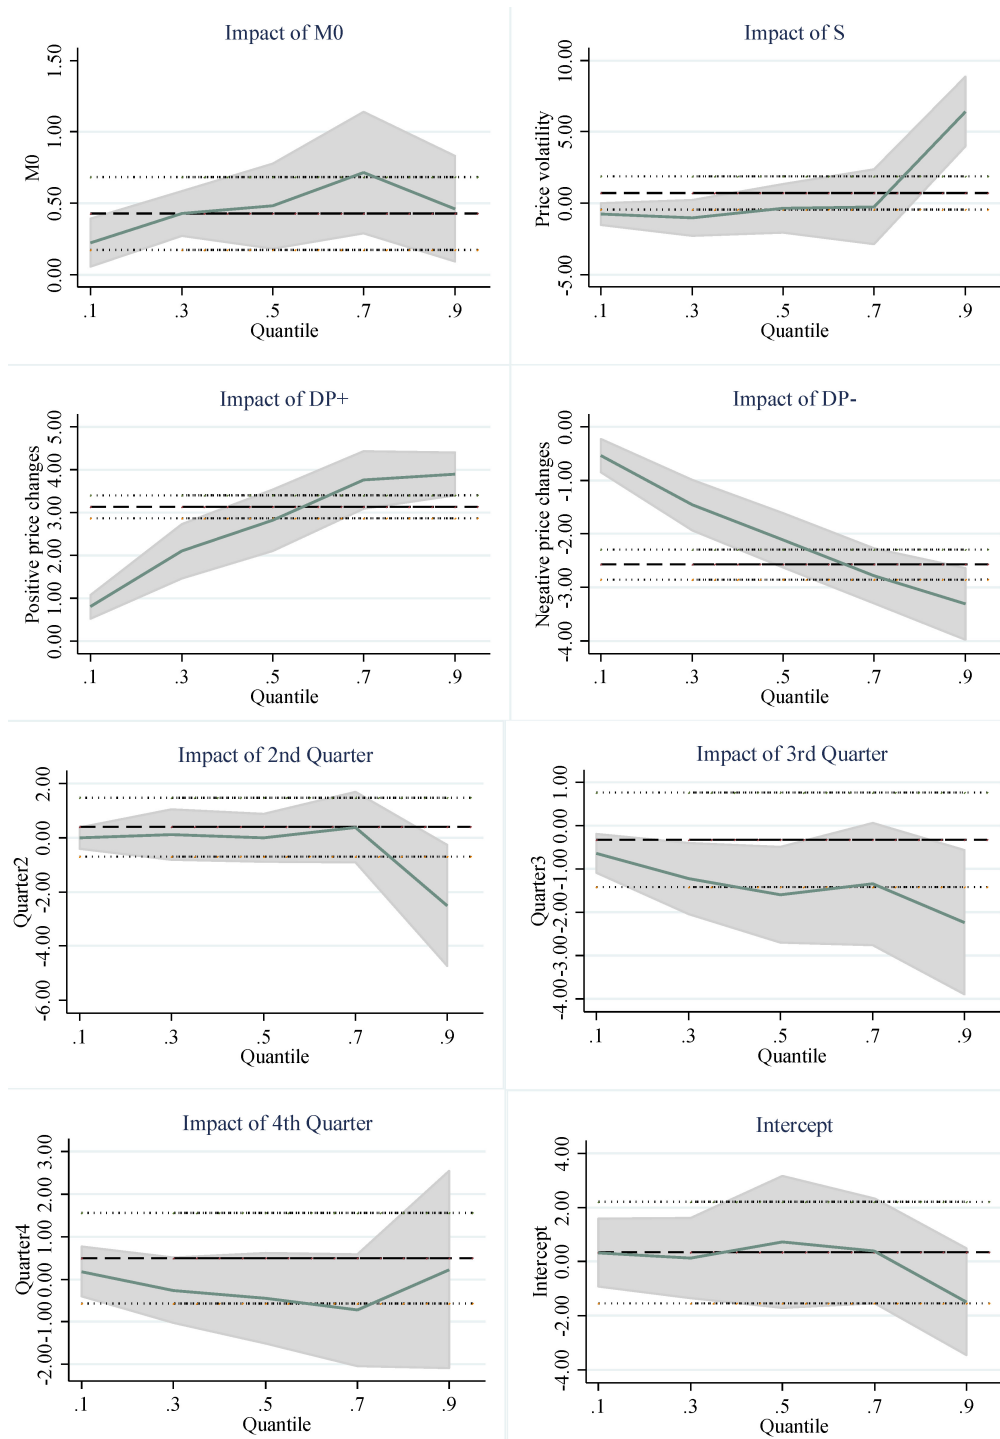 Impact of M0
M0
1.50
1.00
0.50
0.00
.1 .3 .5 .7 .9
Quantile
Impact of S
Price volatility
10.00
5.00
0.00
-5.00
.1 .3 .5 .7 .9
Quantile
Impact of DP+
Positive price changes
5.00
4.00
3.00
2.00
1.00
0.00
.1 .3 .5 .7 .9
Quantile
Impact of DP-
Negative price changes
0.00
-1.00
-2.00
-3.00
-4.00
.1 .3 .5 .7 .9
Quantile
Impact of 2nd Quarter
Quarter2
2.00
0.00
-2.00
-4.00
-6.00
.1 .3 .5 .7 .9
Quantile
Impact of 3rd Quarter
Quarter3
1.00
0.00
-1.00
-2.00
-3.00
-4.00
.1 .3 .5 .7 .9
Quantile
Impact of 4th Quarter
Quarter4
3.00
2.00
1.00
0.00
-1.00
-2.00
.1 .3 .5 .7 .9
Quantile
Intercept
Intercept
4.00
2.00
0.00
-2.00
-4.00
.1 .3 .5 .7 .9
Quantile